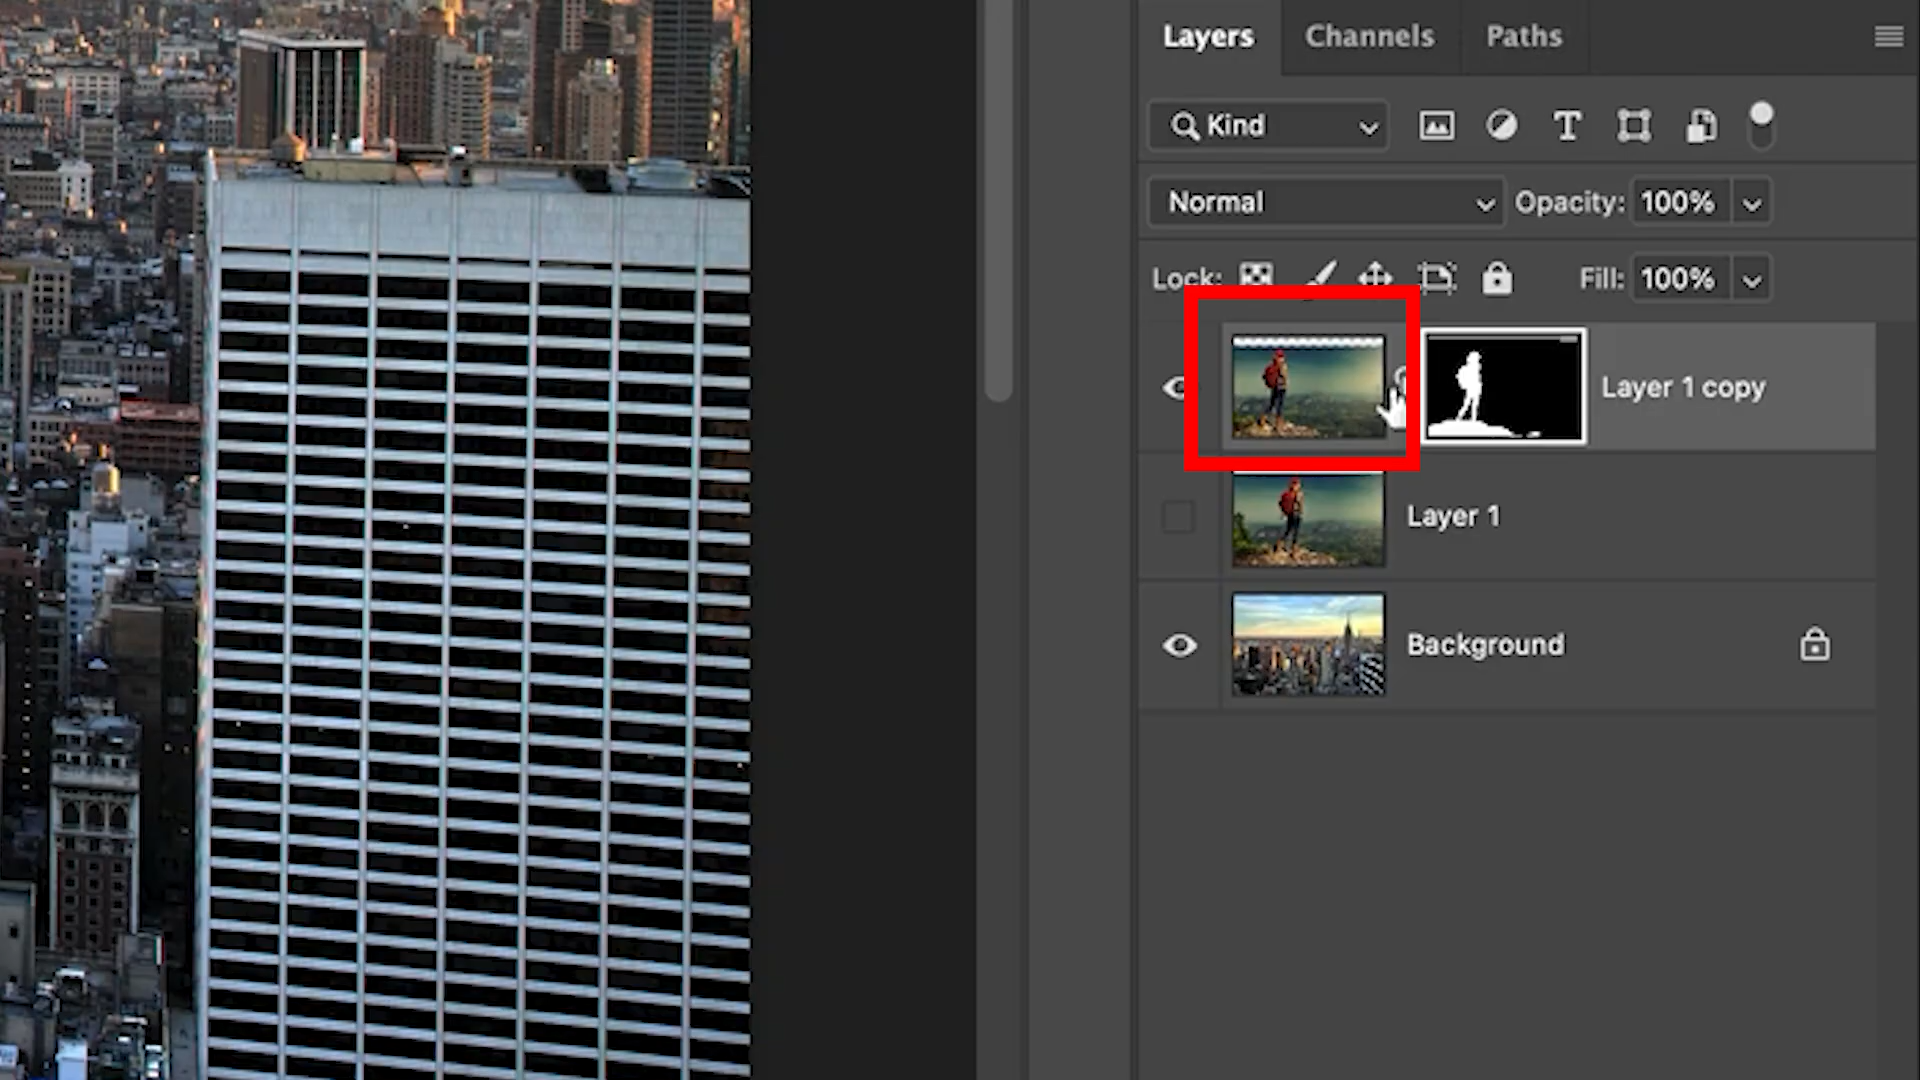 Layers Channels Paths
Kind
Normal Opacity: 100%
Lock: Fill: 100%
Layer 1 copy
Layer 1
Background